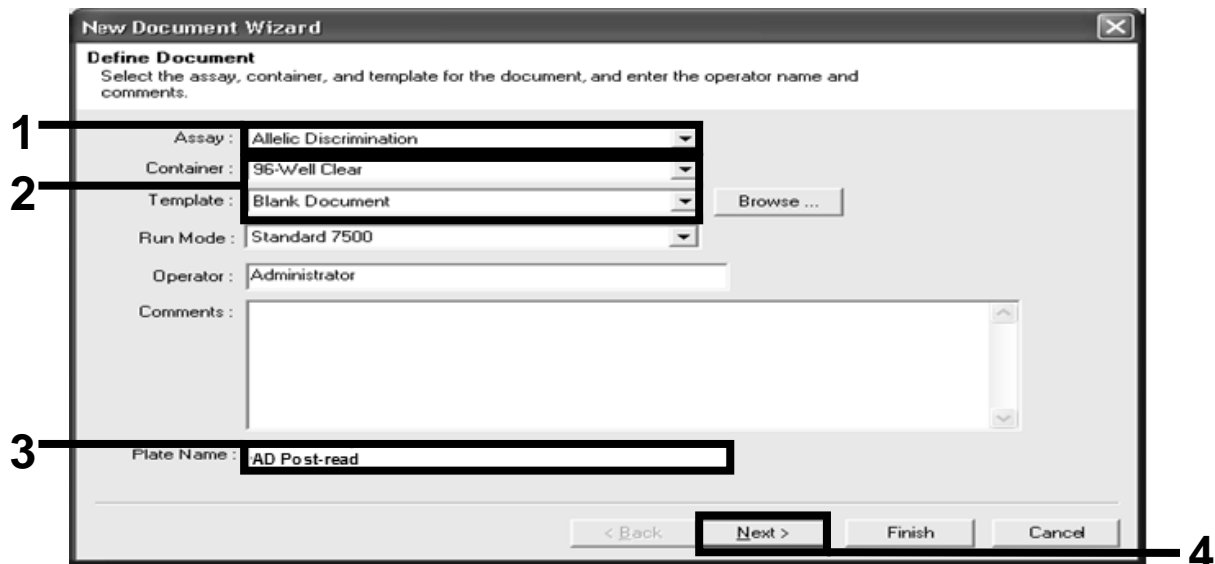 New Document Wizard
Define Document
Select the assay, container, and template for the document, and enter the operator name and
comments.
1
Assay : Allelic Discrimination
Container : 96-Well Clear
2
Template : Blank Document Browse ...
Run Mode : Standard 7500
Operator : Administrator
Comments :
3
Plate Name : AD Post-read
< Back Next > Finish Cancel
4